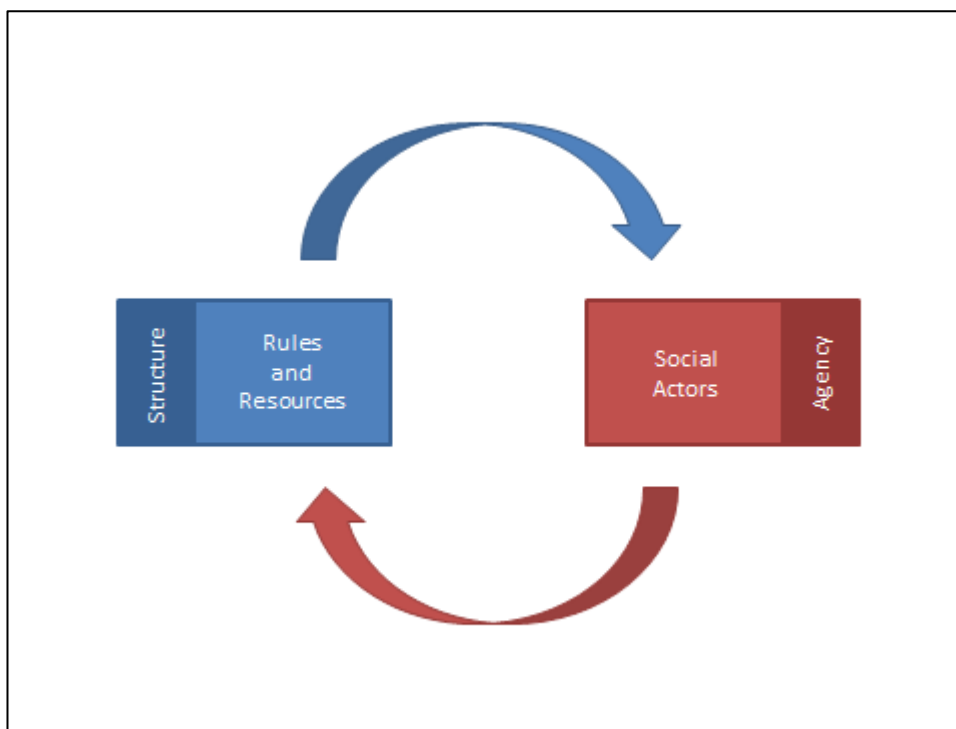 Structure
Rules
and
Resources
Social
Actors
Agency